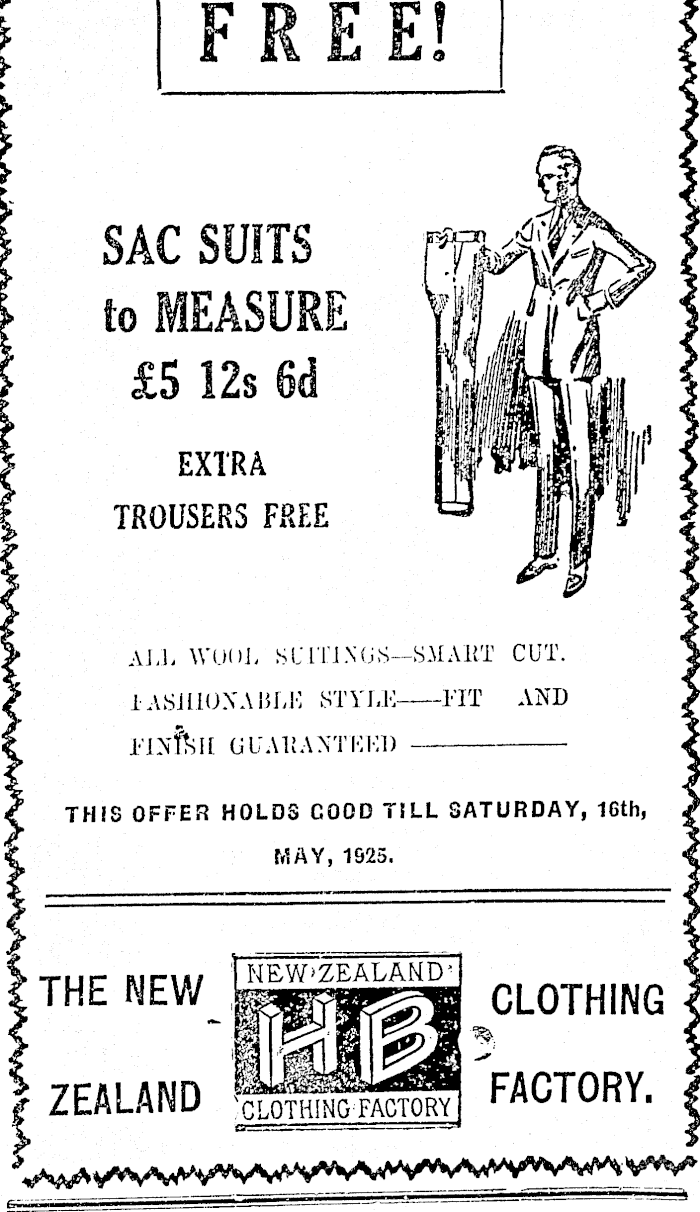 FREE!
SAC SUITS
to MEASURE
£5 12s 6d
EXTRA
TROUSERS FREE
ALL WOOL SUITINGS—SMART CUT.
FASHIONABLE STYLE——FIT AND
FINISH GUARANTEED ————
THIS OFFER HOLDS GOOD TILL SATURDAY, 16th,
MAY, 1925.
THE NEW
ZEALAND
NEW ZEALAND
HB
CLOTHING FACTORY
CLOTHING
FACTORY.